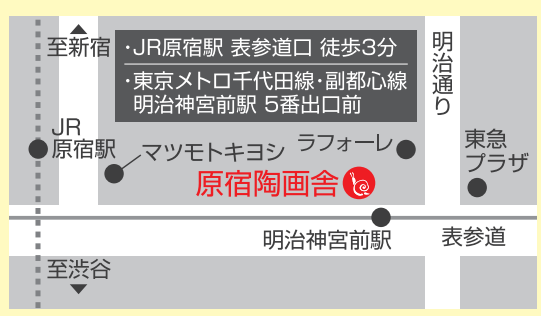 至新宿
・JR原宿駅 表参道口 徒歩3分
・東京メトロ千代田線・副都心線
明治神宮前駅 5番出口前
明治通り
JR
原宿駅
マツモトキヨシ
ラフォーレ
東急
プラザ
原宿陶画舎
明治神宮前駅
表参道
至渋谷